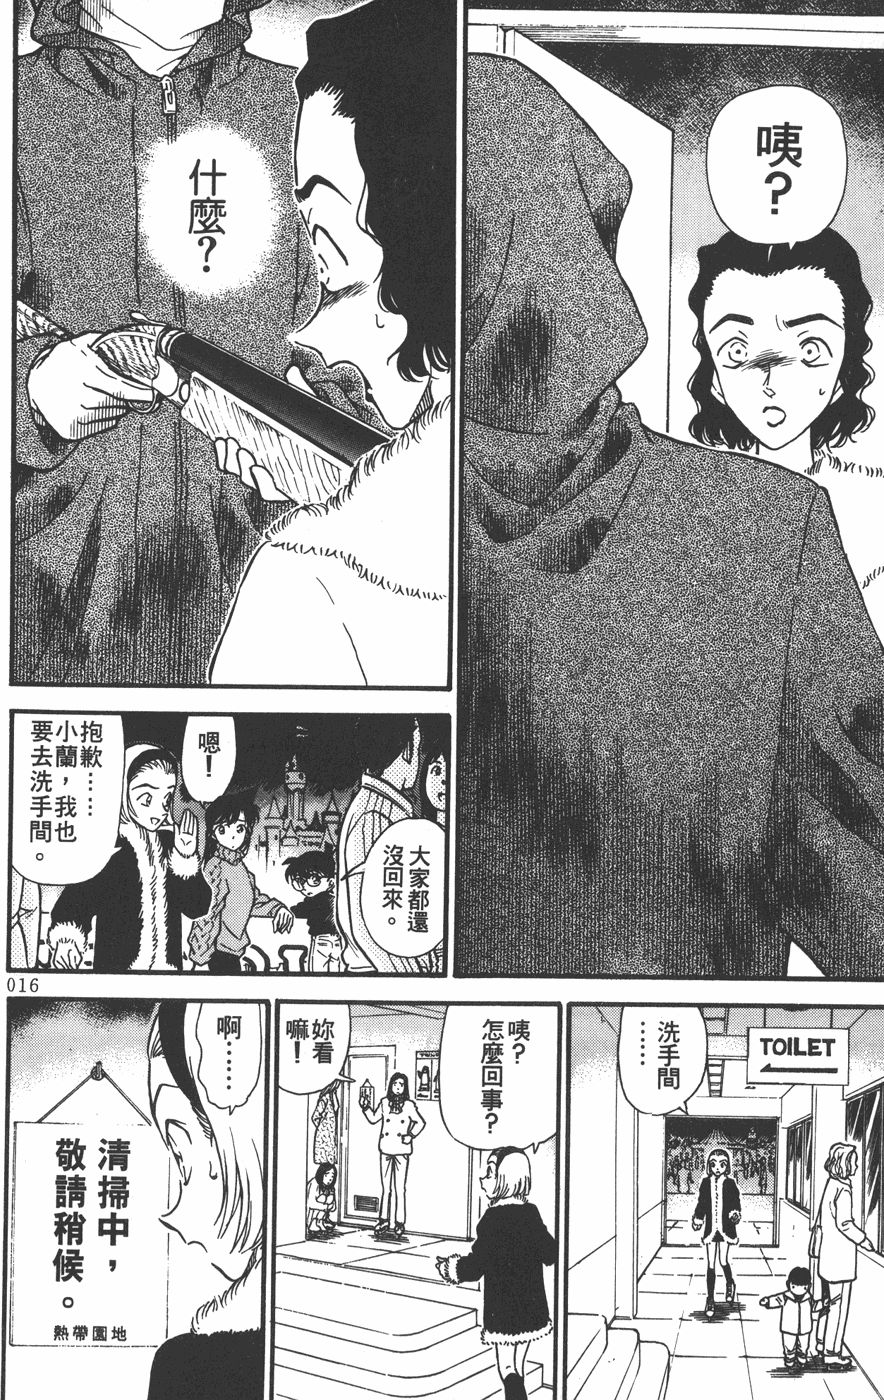 咦？
什麼？
大家都還
沒回來。
嗯！
抱歉……
小蘭，我也
要去洗手間。
016
TOILET
洗手間
……
咦？
怎麼回事？
妳看
嘛！
啊……
清掃中，
敬請稍候。
熱帶園地